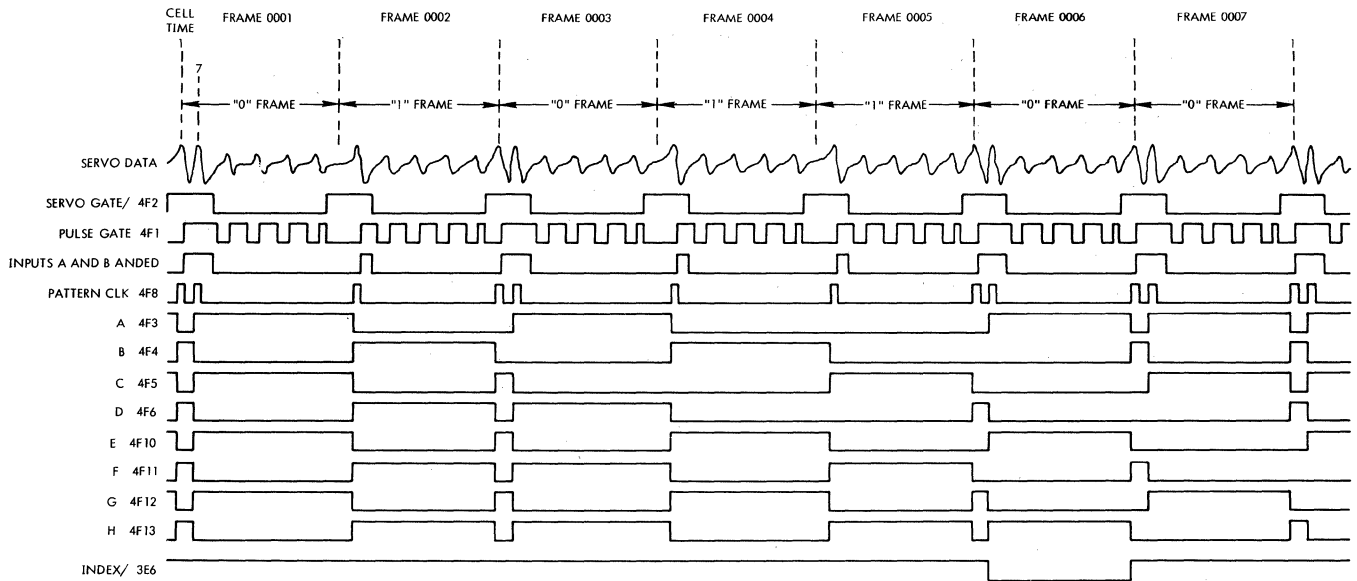 CELL TIME
FRAME 0001
FRAME 0002
FRAME 0003
FRAME 0004
FRAME 0005
FRAME 0006
FRAME 0007
7
"0" FRAME
"1" FRAME
"0" FRAME
"1" FRAME
"1" FRAME
"0" FRAME
"0" FRAME
SERVO DATA
SERVO GATE/ 4F2
PULSE GATE 4F1
INPUTS A AND B ANDED
PATTERN CLK 4F8
A 4F3
B 4F4
C 4F5
D 4F6
E 4F10
F 4F11
G 4F12
H 4F13
INDEX/ 3E6